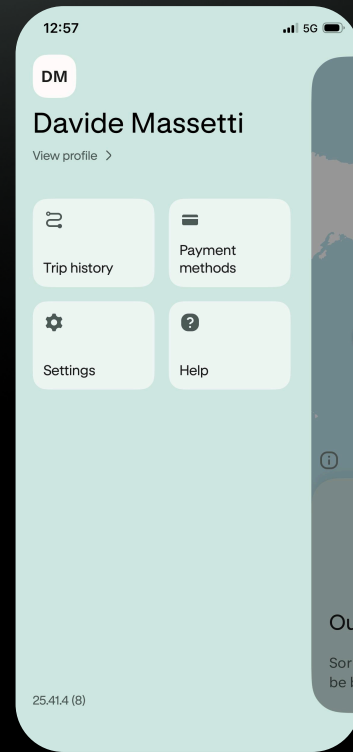 12:57
5G
DM
Davide Massetti
View profile
Trip history
Payment
methods
Settings
Help
25.41.4 (8)